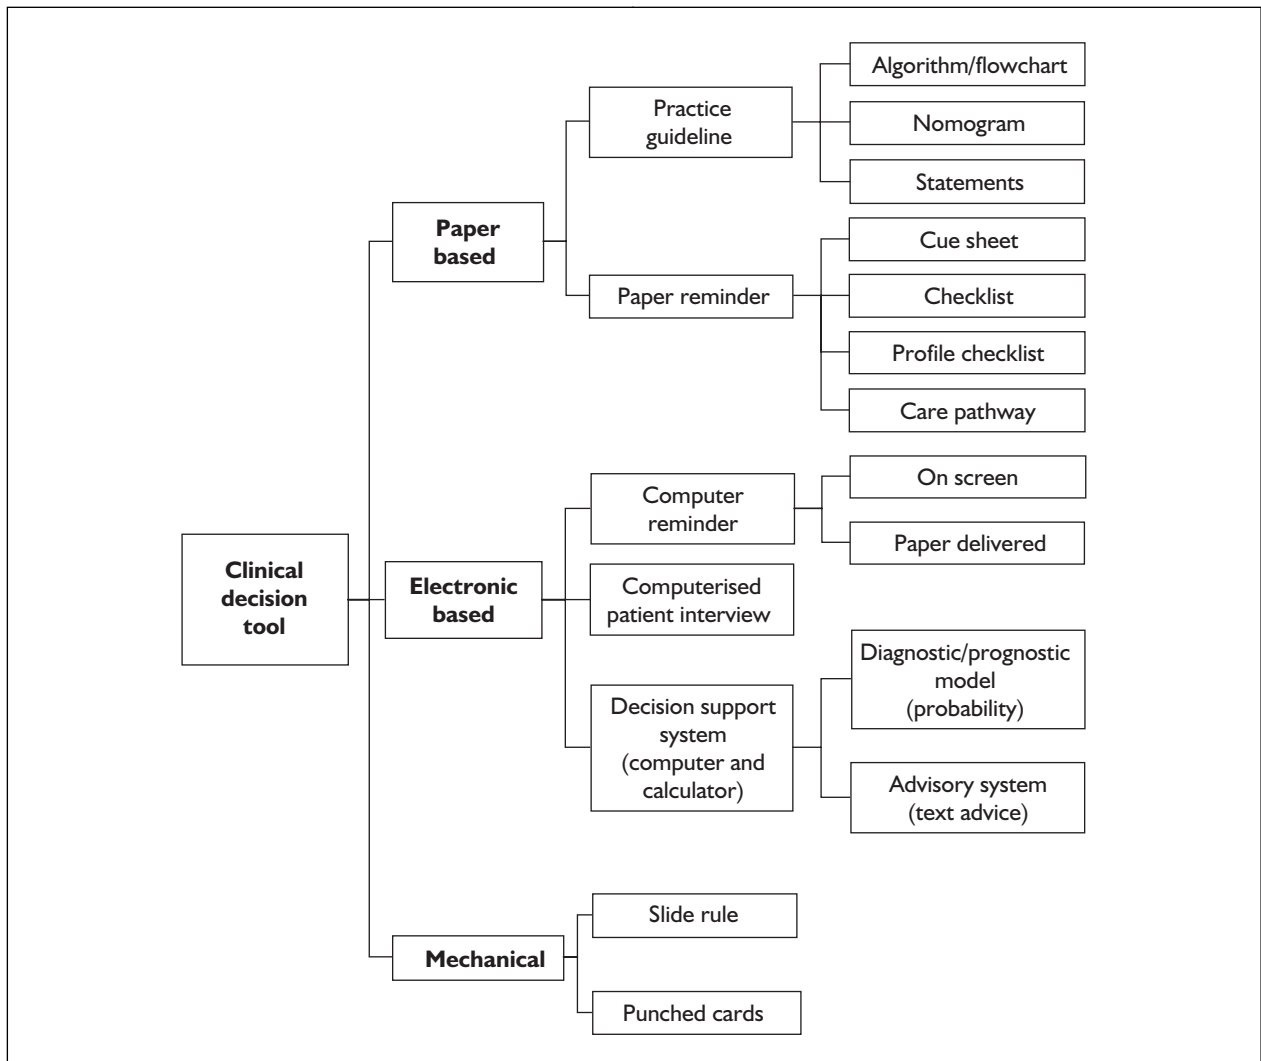 Algorithm/flowchart
Practice
guideline
Nomogram
Statements
Paper
based
Cue sheet
Paper reminder
Checklist
Profile checklist
Care pathway
On screen
Computer
reminder
Paper delivered
Clinical
decision
tool
Electronic
based
Computerised
patient interview
Diagnostic/prognostic
model
(probability)
Decision support
system
(computer and
calculator)
Advisory system
(text advice)
Slide rule
Mechanical
Punched cards